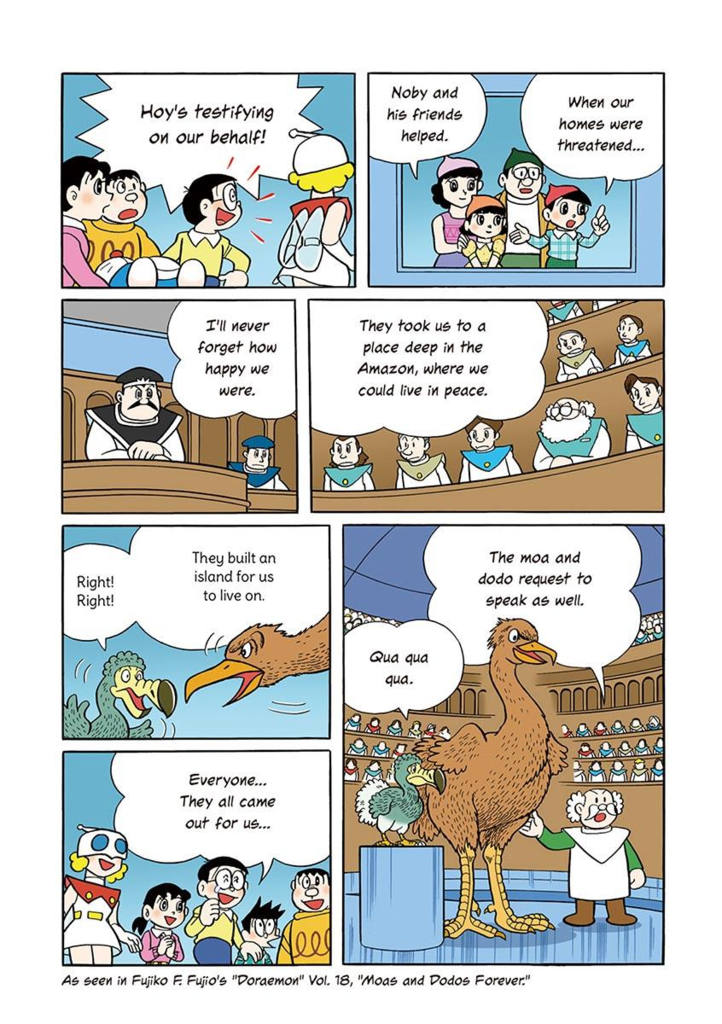 When our
homes were
threatened...
Noby and
his friends
helped.
Hoy's testifying
on our behalf!
They took us to a
place deep in the
Amazon, where we
could live in peace.
I'll never
forget how
happy we
were.
The moa and
dodo request to
speak as well.
Qua qua
qua.
They built an
island for us
to live on.
Right!
Right!
Everyone...
They all came
out for us...
As seen in Fujiko F. Fujio's "Doraemon" Vol. 18, "Moas and Dodos Forever."